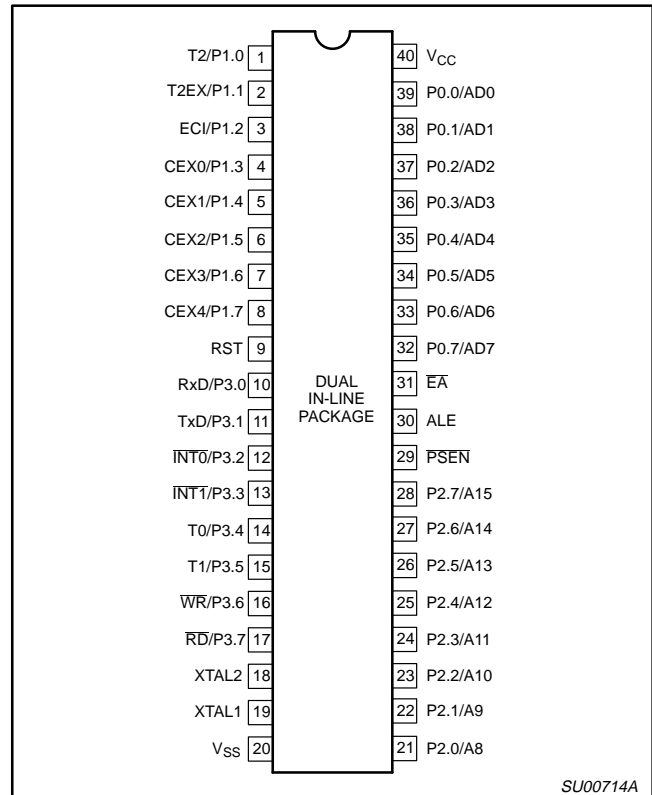 T2/P1.0 1
T2EX/P1.1 2
ECI/P1.2 3
CEX0/P1.3 4
CEX1/P1.4 5
CEX2/P1.5 6
CEX3/P1.6 7
CEX4/P1.7 8
RST 9
RxD/P3.0 10
TxD/P3.1 11
I̅N̅T̅0̅/P3.2 12
I̅N̅T̅1̅/P3.3 13
T0/P3.4 14
T1/P3.5 15
W̅R̅/P3.6 16
R̅D̅/P3.7 17
XTAL2 18
XTAL1 19
VSS 20
DUAL
IN-LINE
PACKAGE
40 VCC
39 P0.0/AD0
38 P0.1/AD1
37 P0.2/AD2
36 P0.3/AD3
35 P0.4/AD4
34 P0.5/AD5
33 P0.6/AD6
32 P0.7/AD7
31 E̅A̅
30 ALE
29 P̅S̅E̅N̅
28 P2.7/A15
27 P2.6/A14
26 P2.5/A13
25 P2.4/A12
24 P2.3/A11
23 P2.2/A10
22 P2.1/A9
21 P2.0/A8
SU00714A